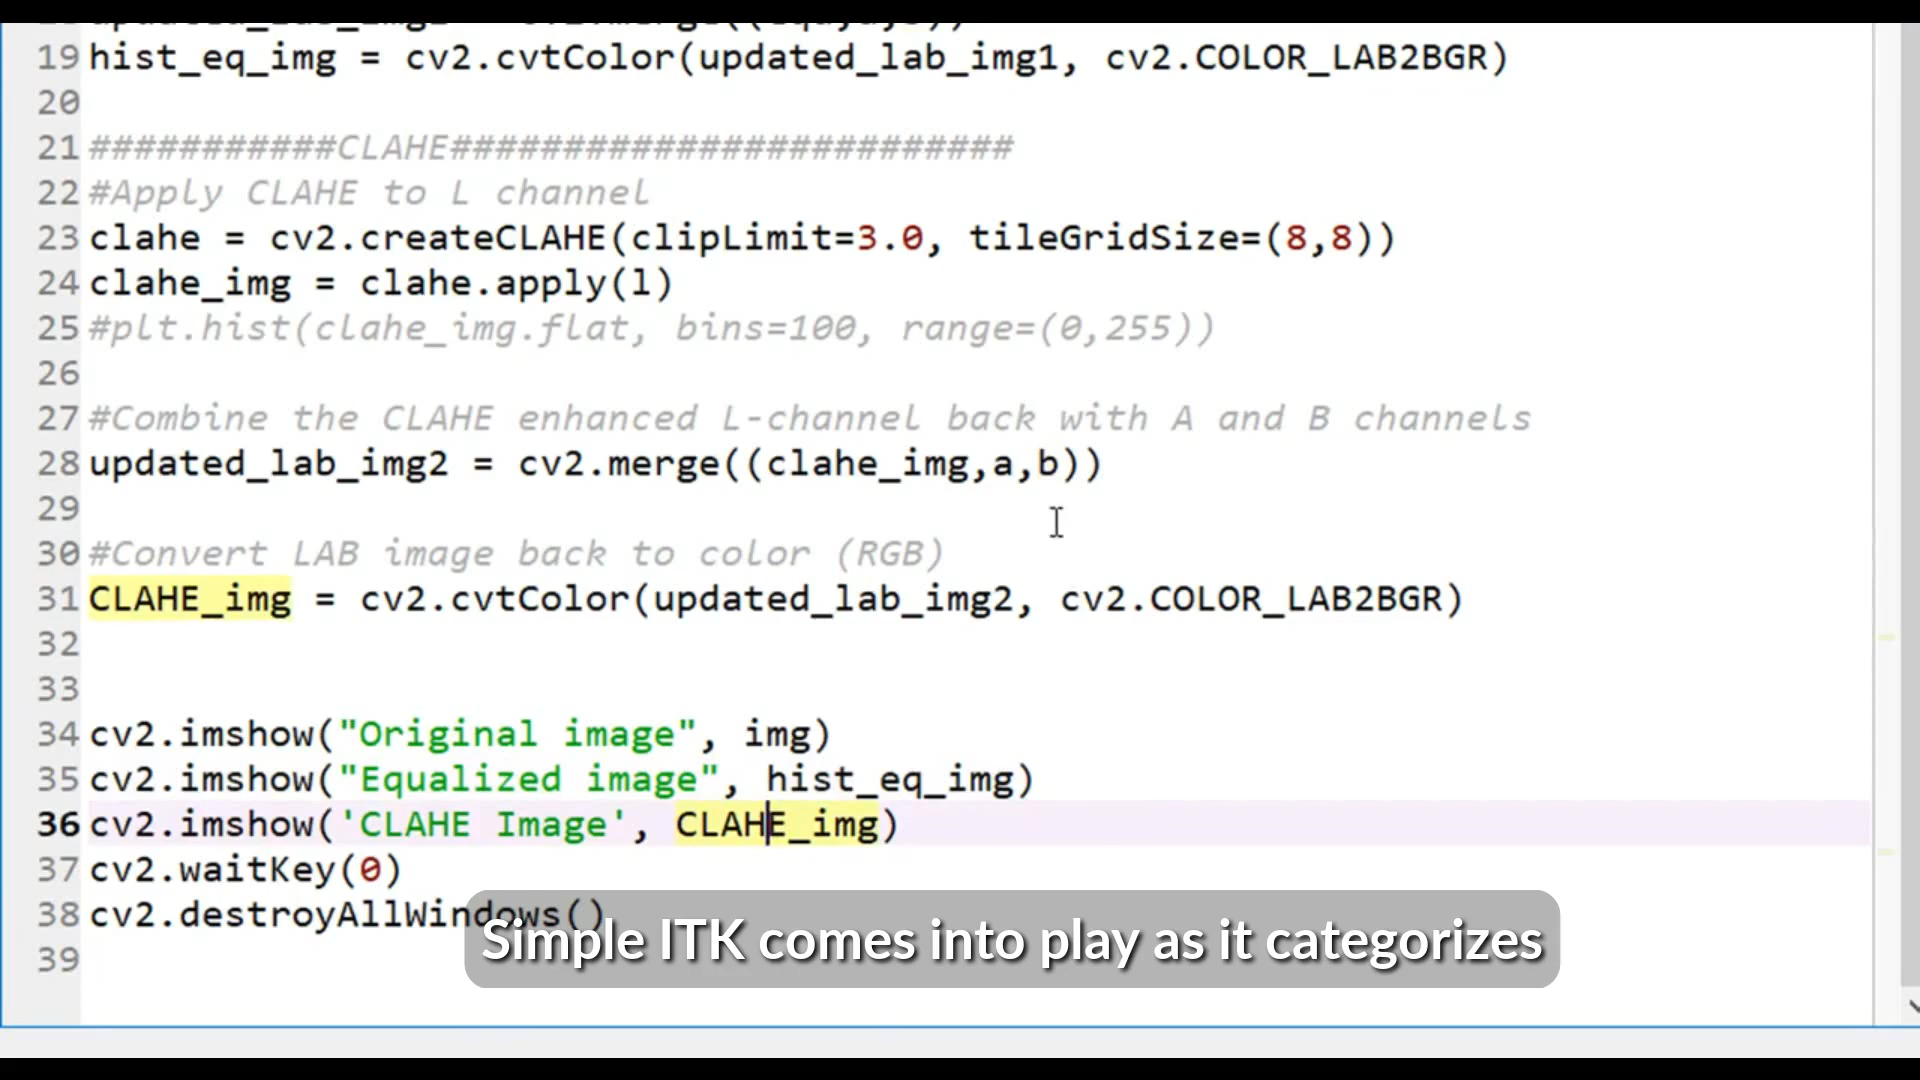 19 hist_eq_img = cv2.cvtColor(updated_lab_img1, cv2.COLOR_LAB2BGR)
20
21 ###########CLAHE#########################
22 #Apply CLAHE to L channel
23 clahe = cv2.createCLAHE(clipLimit=3.0, tileGridSize=(8,8))
24 clahe_img = clahe.apply(l)
25 #plt.hist(clahe_img.flat, bins=100, range=(0,255))
26
27 #Combine the CLAHE enhanced L-channel back with A and B channels
28 updated_lab_img2 = cv2.merge((clahe_img,a,b))
29
30 #Convert LAB image back to color (RGB)
31 CLAHE_img = cv2.cvtColor(updated_lab_img2, cv2.COLOR_LAB2BGR)
32
33
34 cv2.imshow("Original image", img)
35 cv2.imshow("Equalized image", hist_eq_img)
36 cv2.imshow('CLAHE Image', CLAHE_img)
37 cv2.waitKey(0)
38 cv2.destroyAllWindows()
Simple ITK comes into play as it categorizes
39